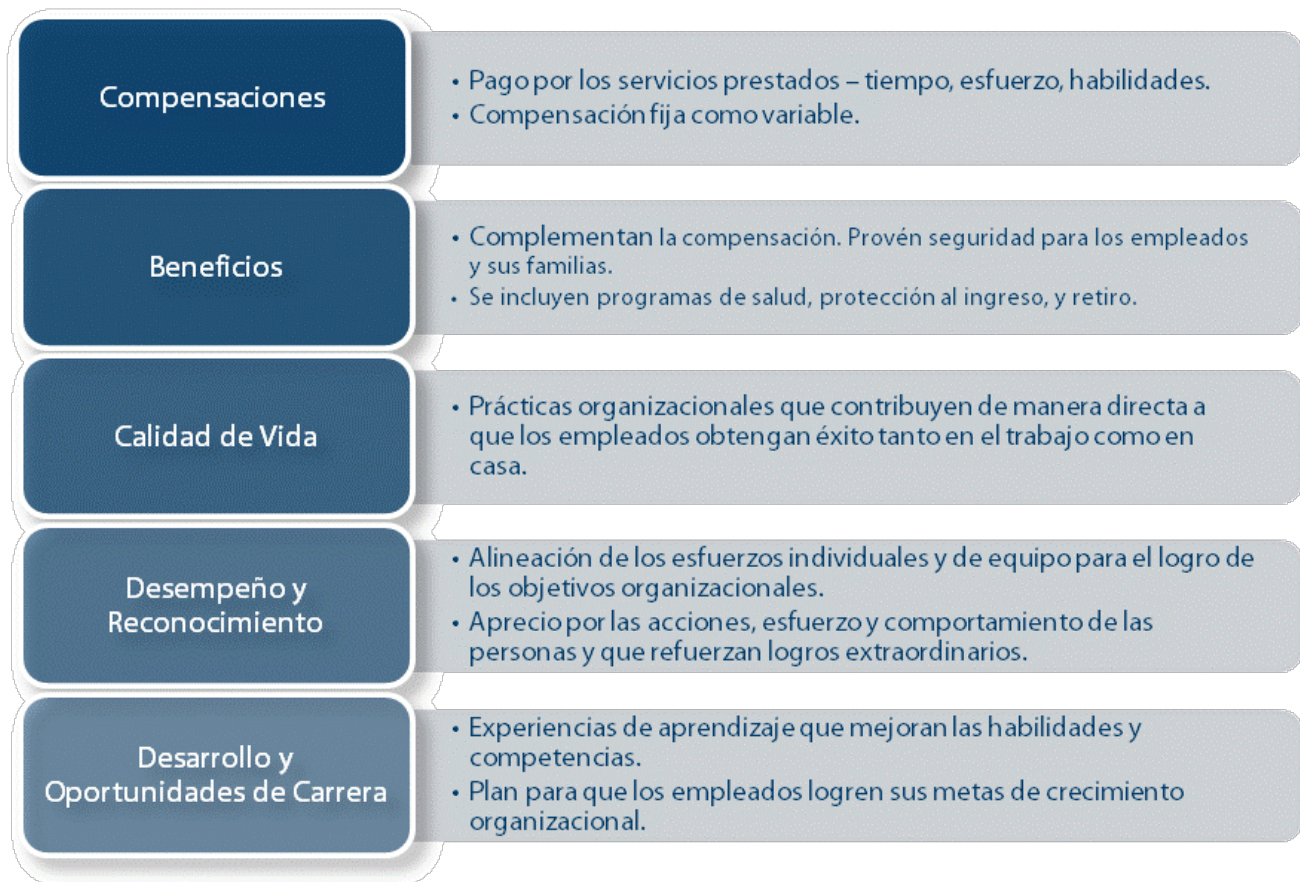 Compensaciones
• Pago por los servicios prestados – tiempo, esfuerzo, habilidades.
• Compensación fija como variable.
Beneficios
• Complementan la compensación. Provén seguridad para los empleados
y sus familias.
• Se incluyen programas de salud, protección al ingreso, y retiro.
Calidad de Vida
• Prácticas organizacionales que contribuyen de manera directa a
que los empleados obtengan éxito tanto en el trabajo como en
casa.
Desempeño y
Reconocimiento
• Alineación de los esfuerzos individuales y de equipo para el logro de
los objetivos organizacionales.
• Aprecio por las acciones, esfuerzo y comportamiento de las
personas y que refuerzan logros extraordinarios.
Desarrollo y
Oportunidades de Carrera
• Experiencias de aprendizaje que mejoran las habilidades y
competencias.
• Plan para que los empleados logren sus metas de crecimiento
organizacional.